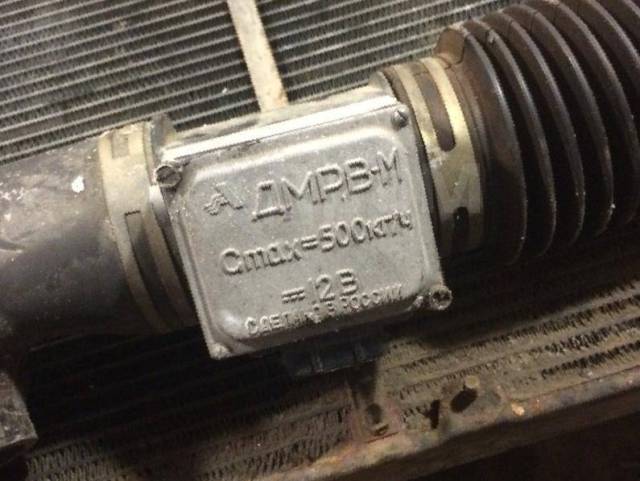 ДМРВ-М
Gmax=500кг/ч
= 12 В
СДЕЛАНО В РОССИИ